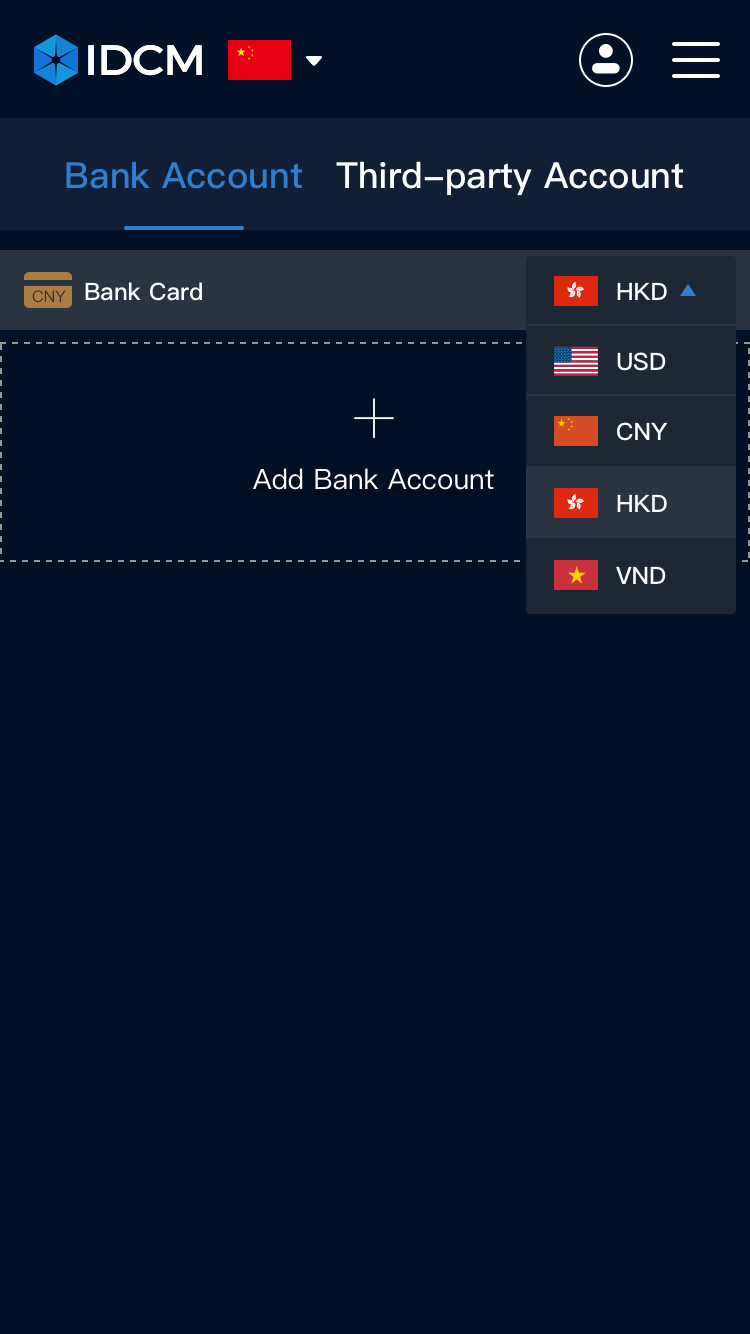 IDCM
Bank Account Third-party Account
CNY Bank Card HKD
USD
CNY
Add Bank Account
HKD
VND